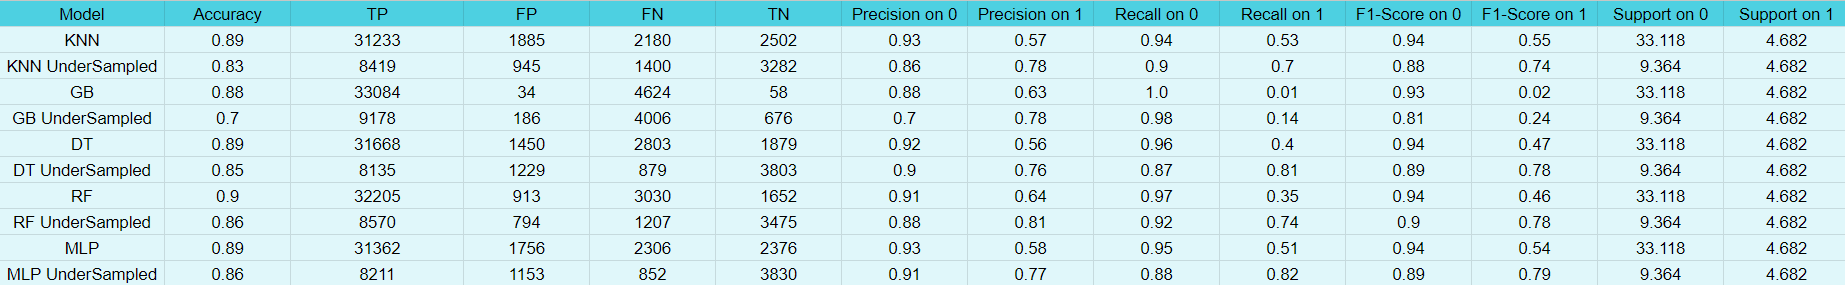 Model Accuracy TP FP FN TN Precision on 0 Precision on 1 Recall on 0 Recall on 1 F1-Score on 0 F1-Score on 1 Support on 0 Support on 1
KNN 0.89 31233 1885 2180 2502 0.93 0.57 0.94 0.53 0.94 0.55 33.118 4.682
KNN UnderSampled 0.83 8419 945 1400 3282 0.86 0.78 0.9 0.7 0.88 0.74 9.364 4.682
GB 0.88 33084 34 4624 58 0.88 0.63 1.0 0.01 0.93 0.02 33.118 4.682
GB UnderSampled 0.7 9178 186 4006 676 0.7 0.78 0.98 0.14 0.81 0.24 9.364 4.682
DT 0.89 31668 1450 2803 1879 0.92 0.56 0.96 0.4 0.94 0.47 33.118 4.682
DT UnderSampled 0.85 8135 1229 879 3803 0.9 0.76 0.87 0.81 0.89 0.78 9.364 4.682
RF 0.9 32205 913 3030 1652 0.91 0.64 0.97 0.35 0.94 0.46 33.118 4.682
RF UnderSampled 0.86 8570 794 1207 3475 0.88 0.81 0.92 0.74 0.9 0.78 9.364 4.682
MLP 0.89 31362 1756 2306 2376 0.93 0.58 0.95 0.51 0.94 0.54 33.118 4.682
MLP UnderSampled 0.86 8211 1153 852 3830 0.91 0.77 0.88 0.82 0.89 0.79 9.364 4.682